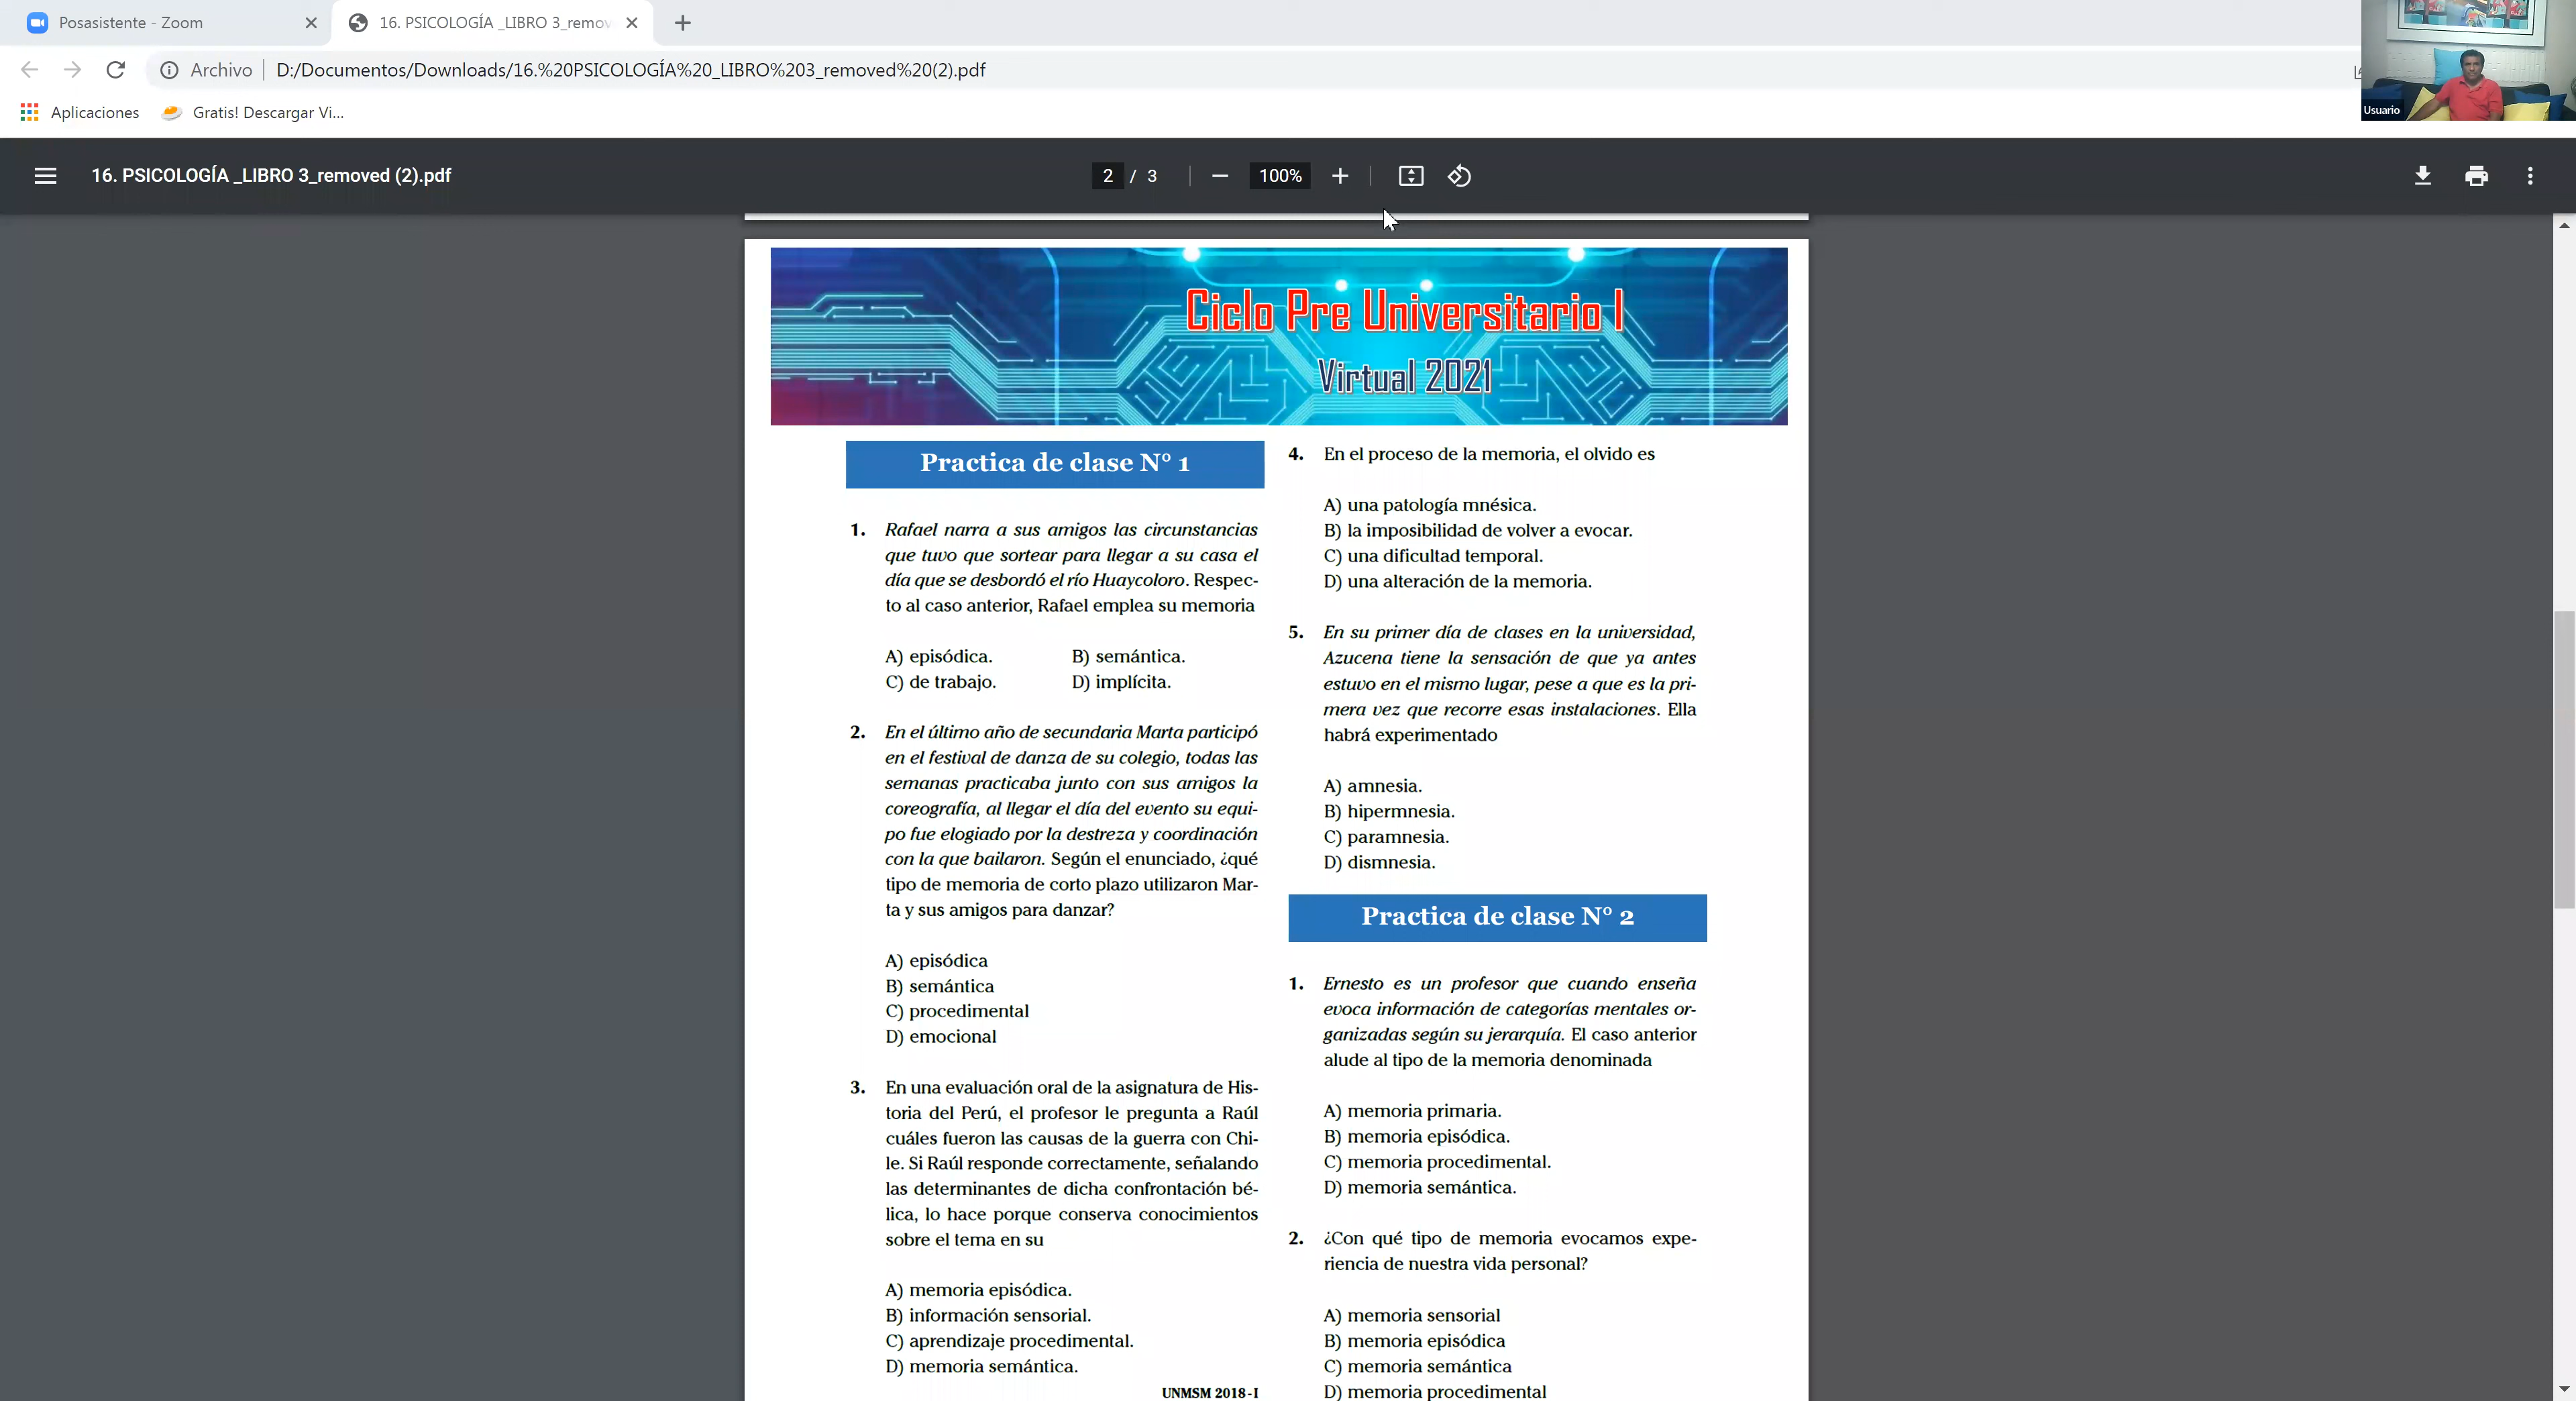 Posasistente - Zoom
16. PSICOLOGÍA _LIBRO 3_remov
Archivo
D:/Documentos/Downloads/16.%20PSICOLOGÍA%20_LIBRO%203_removed%20(2).pdf
Aplicaciones
Gratis! Descargar Vi...
Usuario
16. PSICOLOGÍA _LIBRO 3_removed (2).pdf
2 / 3
100%
Ciclo Pre Universitario I
Virtual 2021
Practica de clase N° 1
1. Rafael narra a sus amigos las circunstancias
que tuvo que sortear para llegar a su casa el
día que se desbordó el río Huaycoloro. Respec-
to al caso anterior, Rafael emplea su memoria
A) episódica. B) semántica.
C) de trabajo. D) implícita.
2. En el último año de secundaria Marta participó
en el festival de danza de su colegio, todas las
semanas practicaba junto con sus amigos la
coreografía, al llegar el día del evento su equi-
po fue elogiado por la destreza y coordinación
con la que bailaron. Según el enunciado, ¿qué
tipo de memoria de corto plazo utilizaron Mar-
ta y sus amigos para danzar?
A) episódica
B) semántica
C) procedimental
D) emocional
3. En una evaluación oral de la asignatura de His-
toria del Perú, el profesor le pregunta a Raúl
cuáles fueron las causas de la guerra con Chi-
le. Si Raúl responde correctamente, señalando
las determinantes de dicha confrontación bé-
lica, lo hace porque conserva conocimientos
sobre el tema en su
A) memoria episódica.
B) información sensorial.
C) aprendizaje procedimental.
D) memoria semántica.
UNMSM 2018-I
4. En el proceso de la memoria, el olvido es
A) una patología mnésica.
B) la imposibilidad de volver a evocar.
C) una dificultad temporal.
D) una alteración de la memoria.
5. En su primer día de clases en la universidad,
Azucena tiene la sensación de que ya antes
estuvo en el mismo lugar, pese a que es la pri-
mera vez que recorre esas instalaciones. Ella
habrá experimentado
A) amnesia.
B) hipermnesia.
C) paramnesia.
D) dismnesia.
Practica de clase N° 2
1. Ernesto es un profesor que cuando enseña
evoca información de categorías mentales or-
ganizadas según su jerarquía. El caso anterior
alude al tipo de la memoria denominada
A) memoria primaria.
B) memoria episódica.
C) memoria procedimental.
D) memoria semántica.
2. ¿Con qué tipo de memoria evocamos expe-
riencia de nuestra vida personal?
A) memoria sensorial
B) memoria episódica
C) memoria semántica
D) memoria procedimental